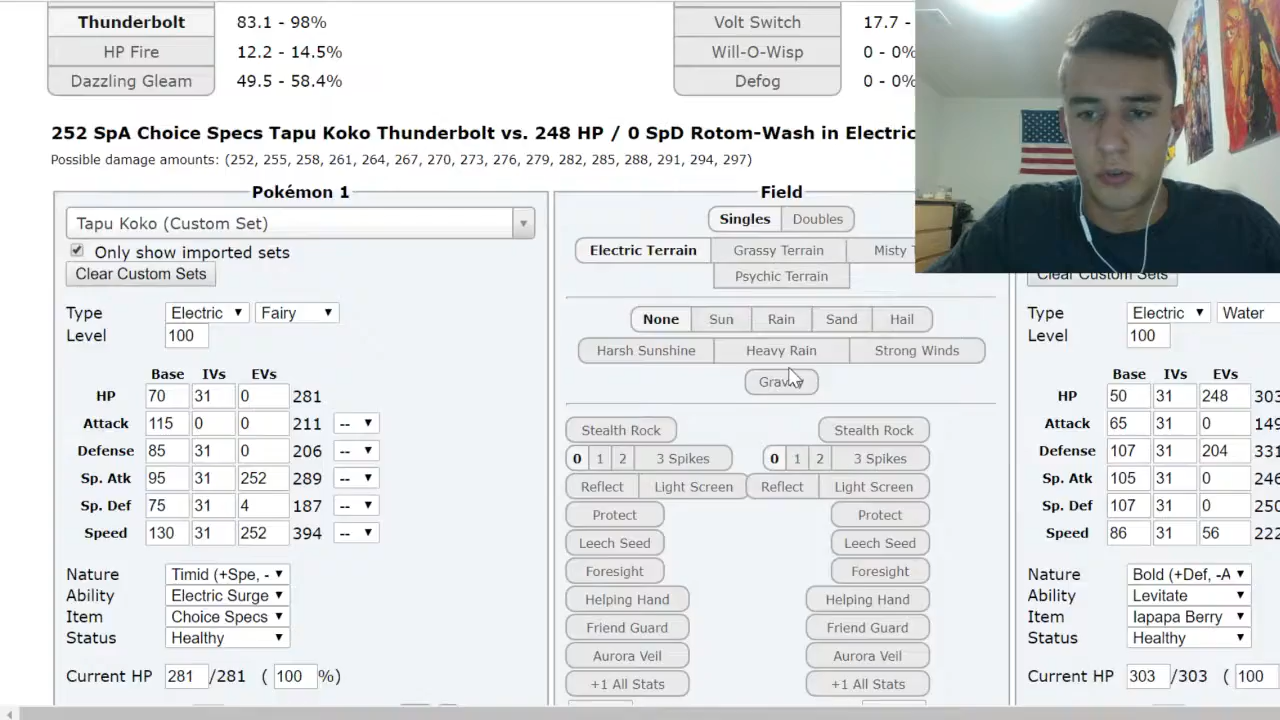 Thunderbolt 83.1 - 98% Volt Switch 17.7 -
HP Fire 12.2 - 14.5% Will-O-Wisp 0 - 0%
Dazzling Gleam 49.5 - 58.4% Defog 0 - 0%
252 SpA Choice Specs Tapu Koko Thunderbolt vs. 248 HP / 0 SpD Rotom-Wash in Electric
Possible damage amounts: (252, 255, 258, 261, 264, 267, 270, 273, 276, 279, 282, 285, 288, 291, 294, 297)
Pokémon 1
Tapu Koko (Custom Set)
Only show imported sets
Clear Custom Sets
Type Electric Fairy
Level 100
Base IVs EVs
HP 70 31 0 281
Attack 115 0 0 211 --
Defense 85 31 0 206 --
Sp. Atk 95 31 252 289 --
Sp. Def 75 31 4 187 --
Speed 130 31 252 394 --
Nature Timid (+Spe, -
Ability Electric Surge
Item Choice Specs
Status Healthy
Current HP 281 /281 ( 100 %)
Field
Singles Doubles
Electric Terrain Grassy Terrain Misty T
Psychic Terrain
None Sun Rain Sand Hail
Harsh Sunshine Heavy Rain Strong Winds
Stealth Rock Stealth Rock
0 1 2 3 Spikes 0 1 2 3 Spikes
Reflect Light Screen Reflect Light Screen
Protect Protect
Leech Seed Leech Seed
Foresight Foresight
Helping Hand Helping Hand
Friend Guard Friend Guard
Aurora Veil Aurora Veil
+1 All Stats +1 All Stats
Clear Custom Sets
Type Electric Water
Level 100
Base IVs EVs
HP 50 31 248 303
Attack 65 31 0 149
Defense 107 31 204 331
Sp. Atk 105 31 0 246
Sp. Def 107 31 0 250
Speed 86 31 56 222
Nature Bold (+Def, -A
Ability Levitate
Item Iapapa Berry
Status Healthy
Current HP 303 /303 ( 100